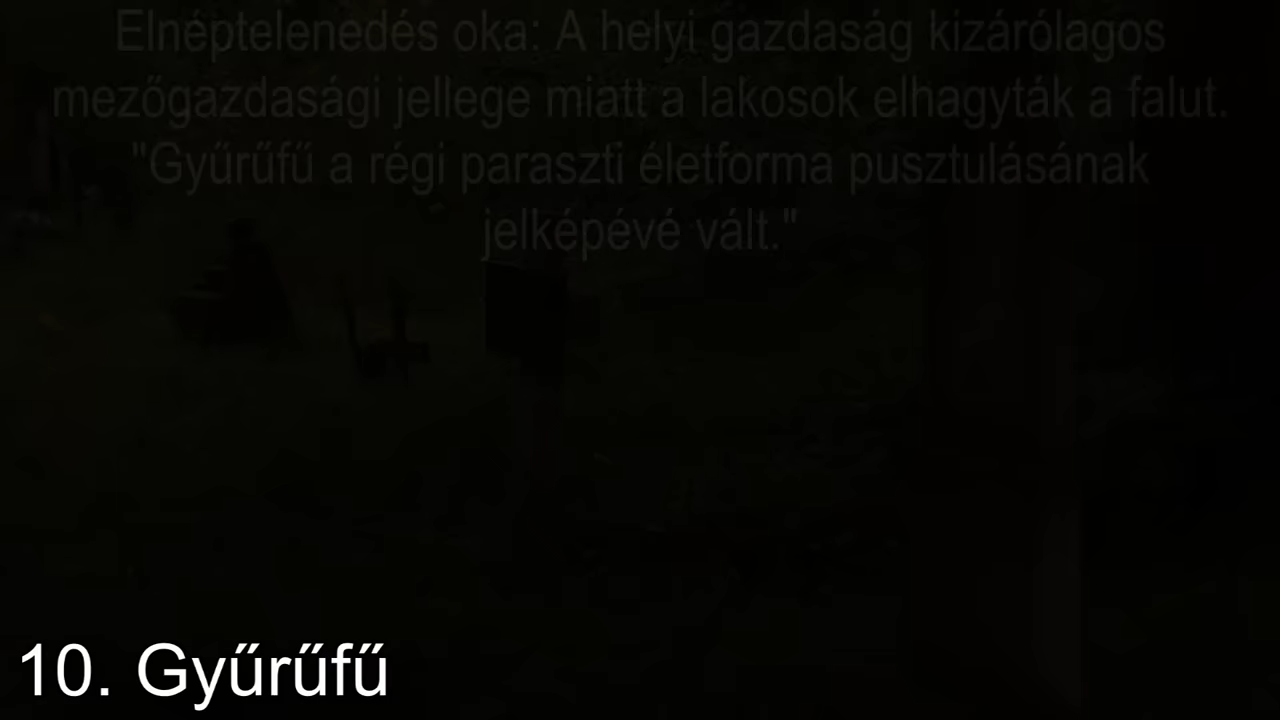 Elnéptelenedés oka: A helyi gazdaság kizárólagos
mezőgazdasági jellege miatt a lakosok elhagyták a falut.
"Gyűrűfű a régi paraszti életforma pusztulásának
jelképévé vált."
10. Gyűrűfű